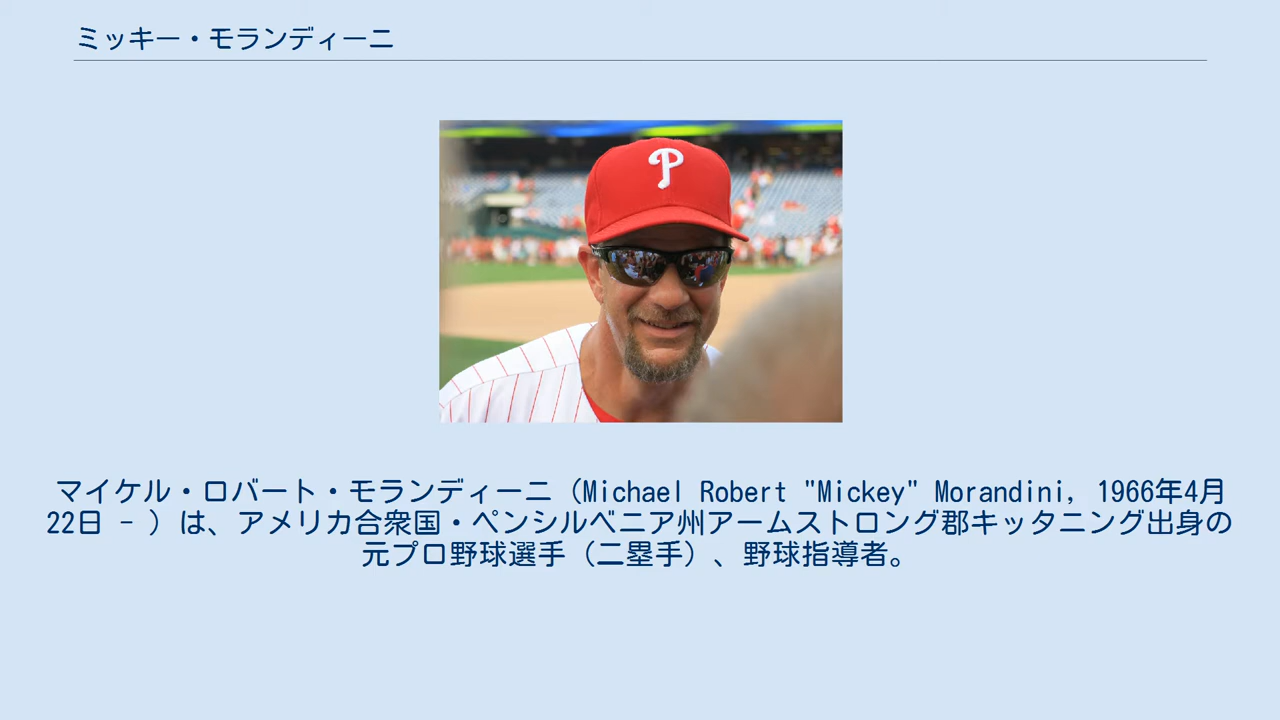 ミッキー・モランディーニ
P
マイケル・ロバート・モランディーニ（Michael Robert "Mickey" Morandini, 1966年4月
22日 - ）は、アメリカ合衆国・ペンシルベニア州アームストロング郡キッタニング出身の
元プロ野球選手（二塁手）、野球指導者。